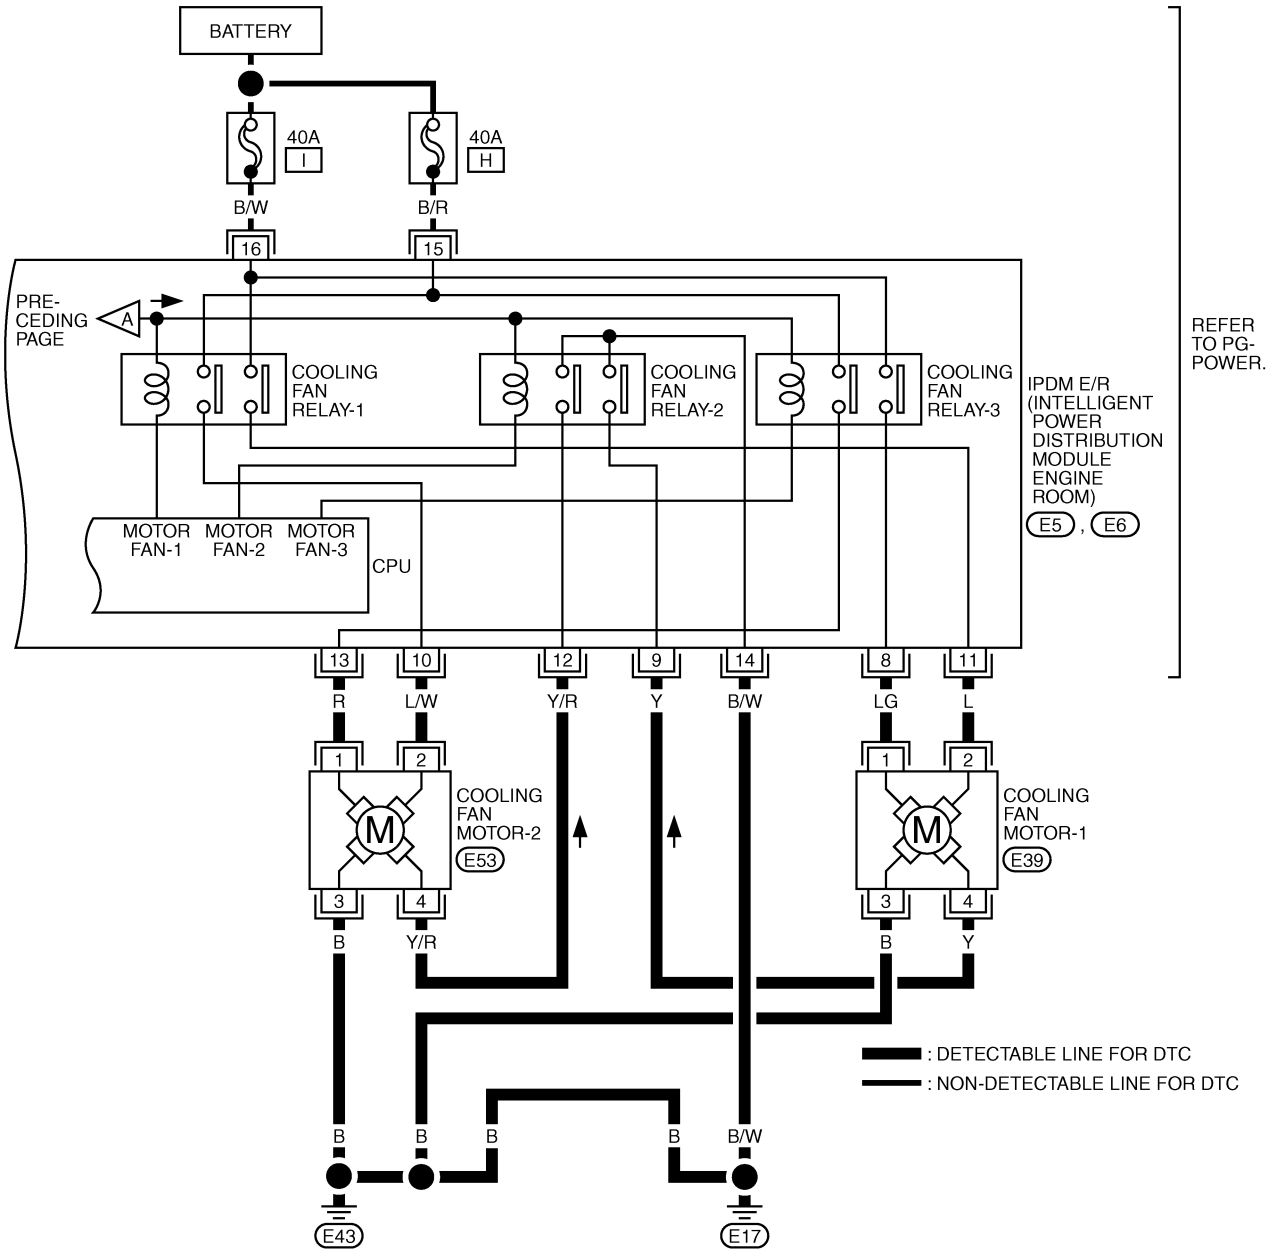 BATTERY
40A
I
40A
H
B/W
B/R
16
15
PRE-
CEDING
PAGE
A
COOLING
FAN
RELAY-1
COOLING
FAN
RELAY-2
COOLING
FAN
RELAY-3
REFER
TO PG-
POWER.
IPDM E/R
(INTELLIGENT
POWER
DISTRIBUTION
MODULE
ENGINE
ROOM)
E5 , E6
MOTOR
FAN-1
MOTOR
FAN-2
MOTOR
FAN-3
CPU
13
10
12
9
14
8
11
R
L/W
Y/R
Y
B/W
LG
L
1
2
1
2
M
COOLING
FAN
MOTOR-2
E53
M
COOLING
FAN
MOTOR-1
E39
3
4
3
4
B
Y/R
B
Y
: DETECTABLE LINE FOR DTC
: NON-DETECTABLE LINE FOR DTC
B
B
B
B
B/W
E43
E17